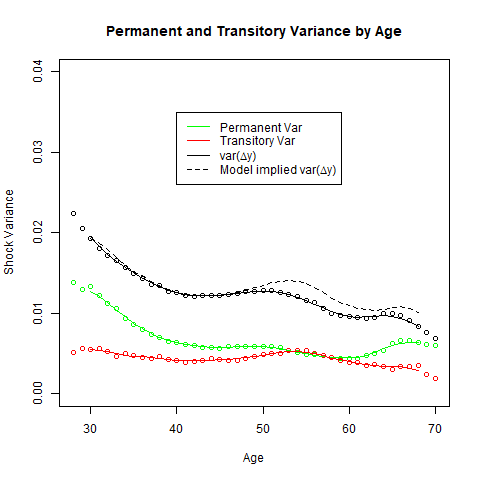 Permanent and Transitory Variance by Age
0.04
0.03
0.02
0.01
0.00
Shock Variance
Permanent Var
Transitory Var
var(Δy)
Model implied var(Δy)
30 40 50 60 70
Age